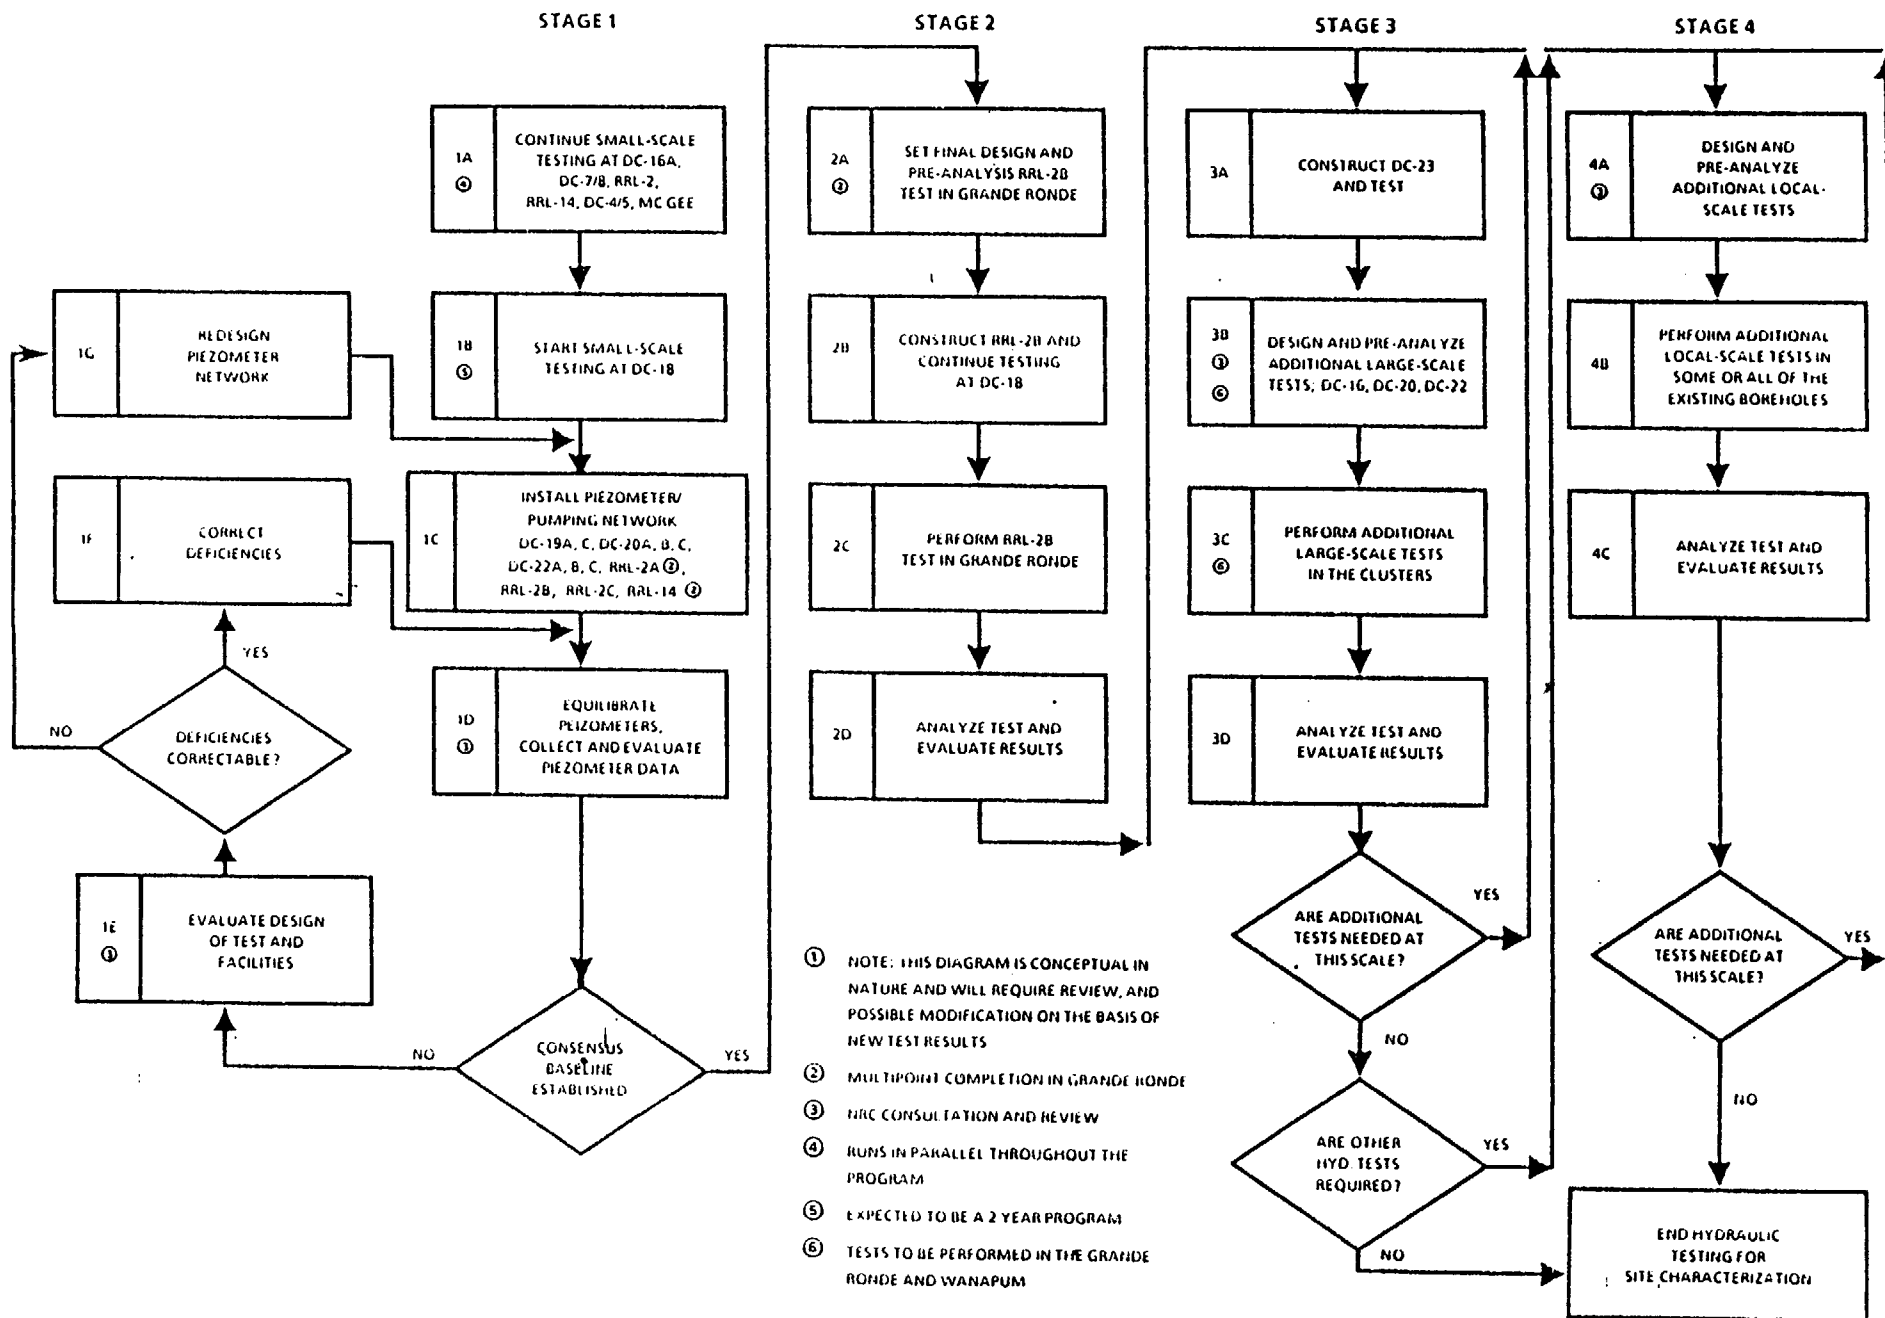 STAGE 1
1A
④
CONTINUE SMALL-SCALE
TESTING AT DC-16A,
DC-7/8, RRL-2,
RRL-14, DC-4/5, MC GEE
1B
⑤
START SMALL-SCALE
TESTING AT DC-18
1C
INSTALL PIEZOMETER/
PUMPING NETWORK
DC-19A, C, DC-20A, B, C,
DC-22A, B, C, RRL-2A ②,
RRL-2B, RRL-2C, RRL-14 ②
1D
③
EQUILIBRATE
PEIZOMETERS,
COLLECT AND EVALUATE
PIEZOMETER DATA
CONSENSUS
BASELINE
ESTABLISHED
NO
YES
1E
③
EVALUATE DESIGN
OF TEST AND
FACILITIES
DEFICIENCIES
CORRECTABLE?
NO
YES
1F
CORRECT
DEFICIENCIES
1G
REDESIGN
PIEZOMETER
NETWORK
STAGE 2
2A
③
SET FINAL DESIGN AND
PRE-ANALYSIS RRL-2B
TEST IN GRANDE RONDE
2B
CONSTRUCT RRL-2B AND
CONTINUE TESTING
AT DC-18
2C
PERFORM RRL-2B
TEST IN GRANDE RONDE
2D
ANALYZE TEST AND
EVALUATE RESULTS
① NOTE: THIS DIAGRAM IS CONCEPTUAL IN
NATURE AND WILL REQUIRE REVIEW, AND
POSSIBLE MODIFICATION ON THE BASIS OF
NEW TEST RESULTS
② MULTIPOINT COMPLETION IN GRANDE RONDE
③ NRC CONSULTATION AND REVIEW
④ RUNS IN PARALLEL THROUGHOUT THE
PROGRAM
⑤ EXPECTED TO BE A 2 YEAR PROGRAM
⑥ TESTS TO BE PERFORMED IN THE GRANDE
RONDE AND WANAPUM
STAGE 3
3A
CONSTRUCT DC-23
AND TEST
3B
③
⑥
DESIGN AND PRE-ANALYZE
ADDITIONAL LARGE-SCALE
TESTS; DC-16, DC-20, DC-22
3C
⑥
PERFORM ADDITIONAL
LARGE-SCALE TESTS
IN THE CLUSTERS
3D
ANALYZE TEST AND
EVALUATE RESULTS
ARE ADDITIONAL
TESTS NEEDED AT
THIS SCALE?
YES
NO
ARE OTHER
HYD. TESTS
REQUIRED?
YES
NO
STAGE 4
4A
③
DESIGN AND
PRE-ANALYZE
ADDITIONAL LOCAL-
SCALE TESTS
4B
PERFORM ADDITIONAL
LOCAL-SCALE TESTS IN
SOME OR ALL OF THE
EXISTING BOREHOLES
4C
ANALYZE TEST AND
EVALUATE RESULTS
ARE ADDITIONAL
TESTS NEEDED AT
THIS SCALE?
YES
NO
END HYDRAULIC
TESTING FOR
SITE CHARACTERIZATION